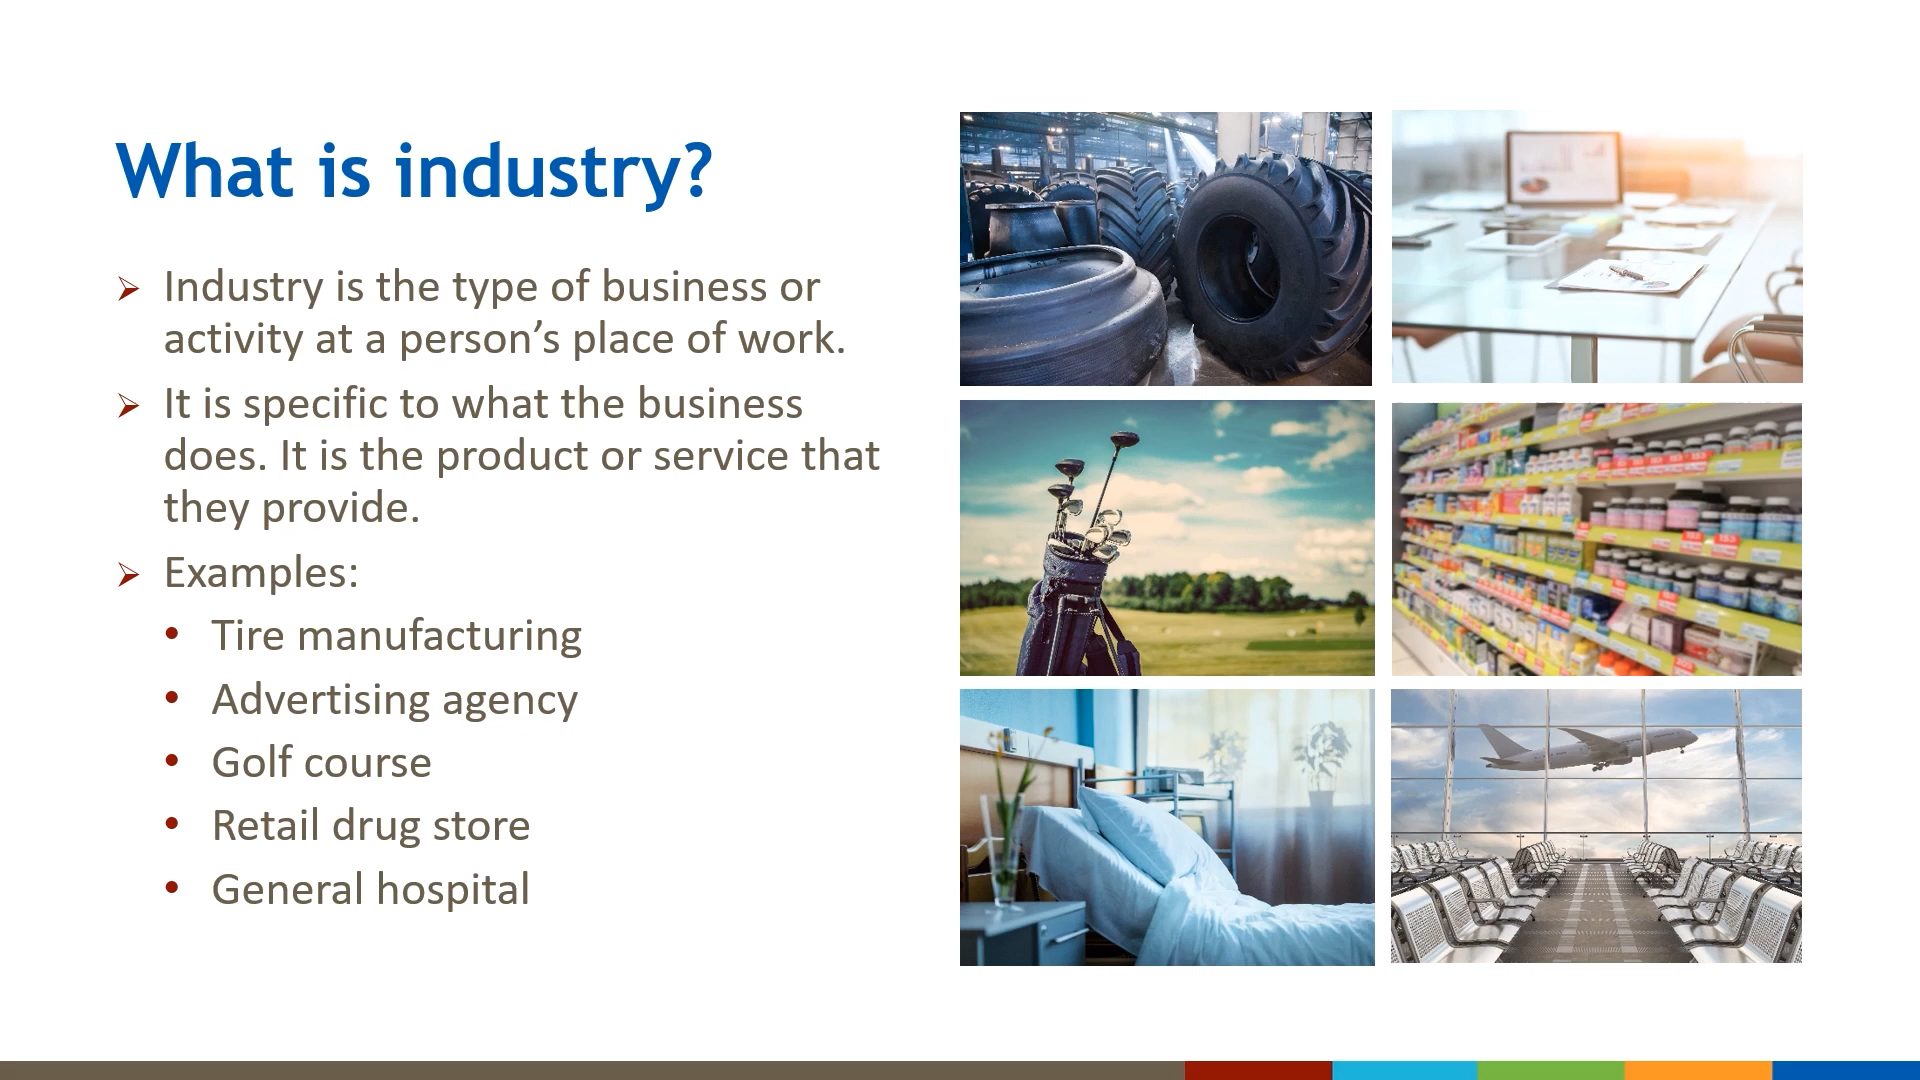 What is industry?
Industry is the type of business or
activity at a person’s place of work.
It is specific to what the business
does. It is the product or service that
they provide.
Examples:
Tire manufacturing
Advertising agency
Golf course
Retail drug store
General hospital